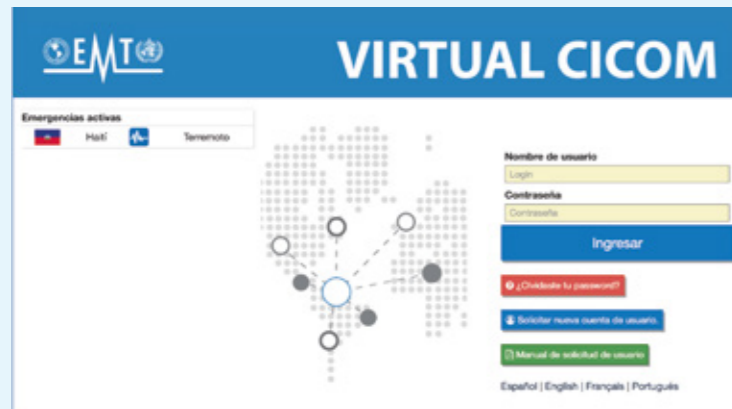 EMT
VIRTUAL CICOM
Emergencias activas
Haití Terremoto
Nombre de usuario
Login
Contraseña
Contraseña
Ingresar
¿Olvidaste tu password?
Solicitar nueva cuenta de usuario.
Manual de solicitud de usuario
Español | English | Français | Portugués